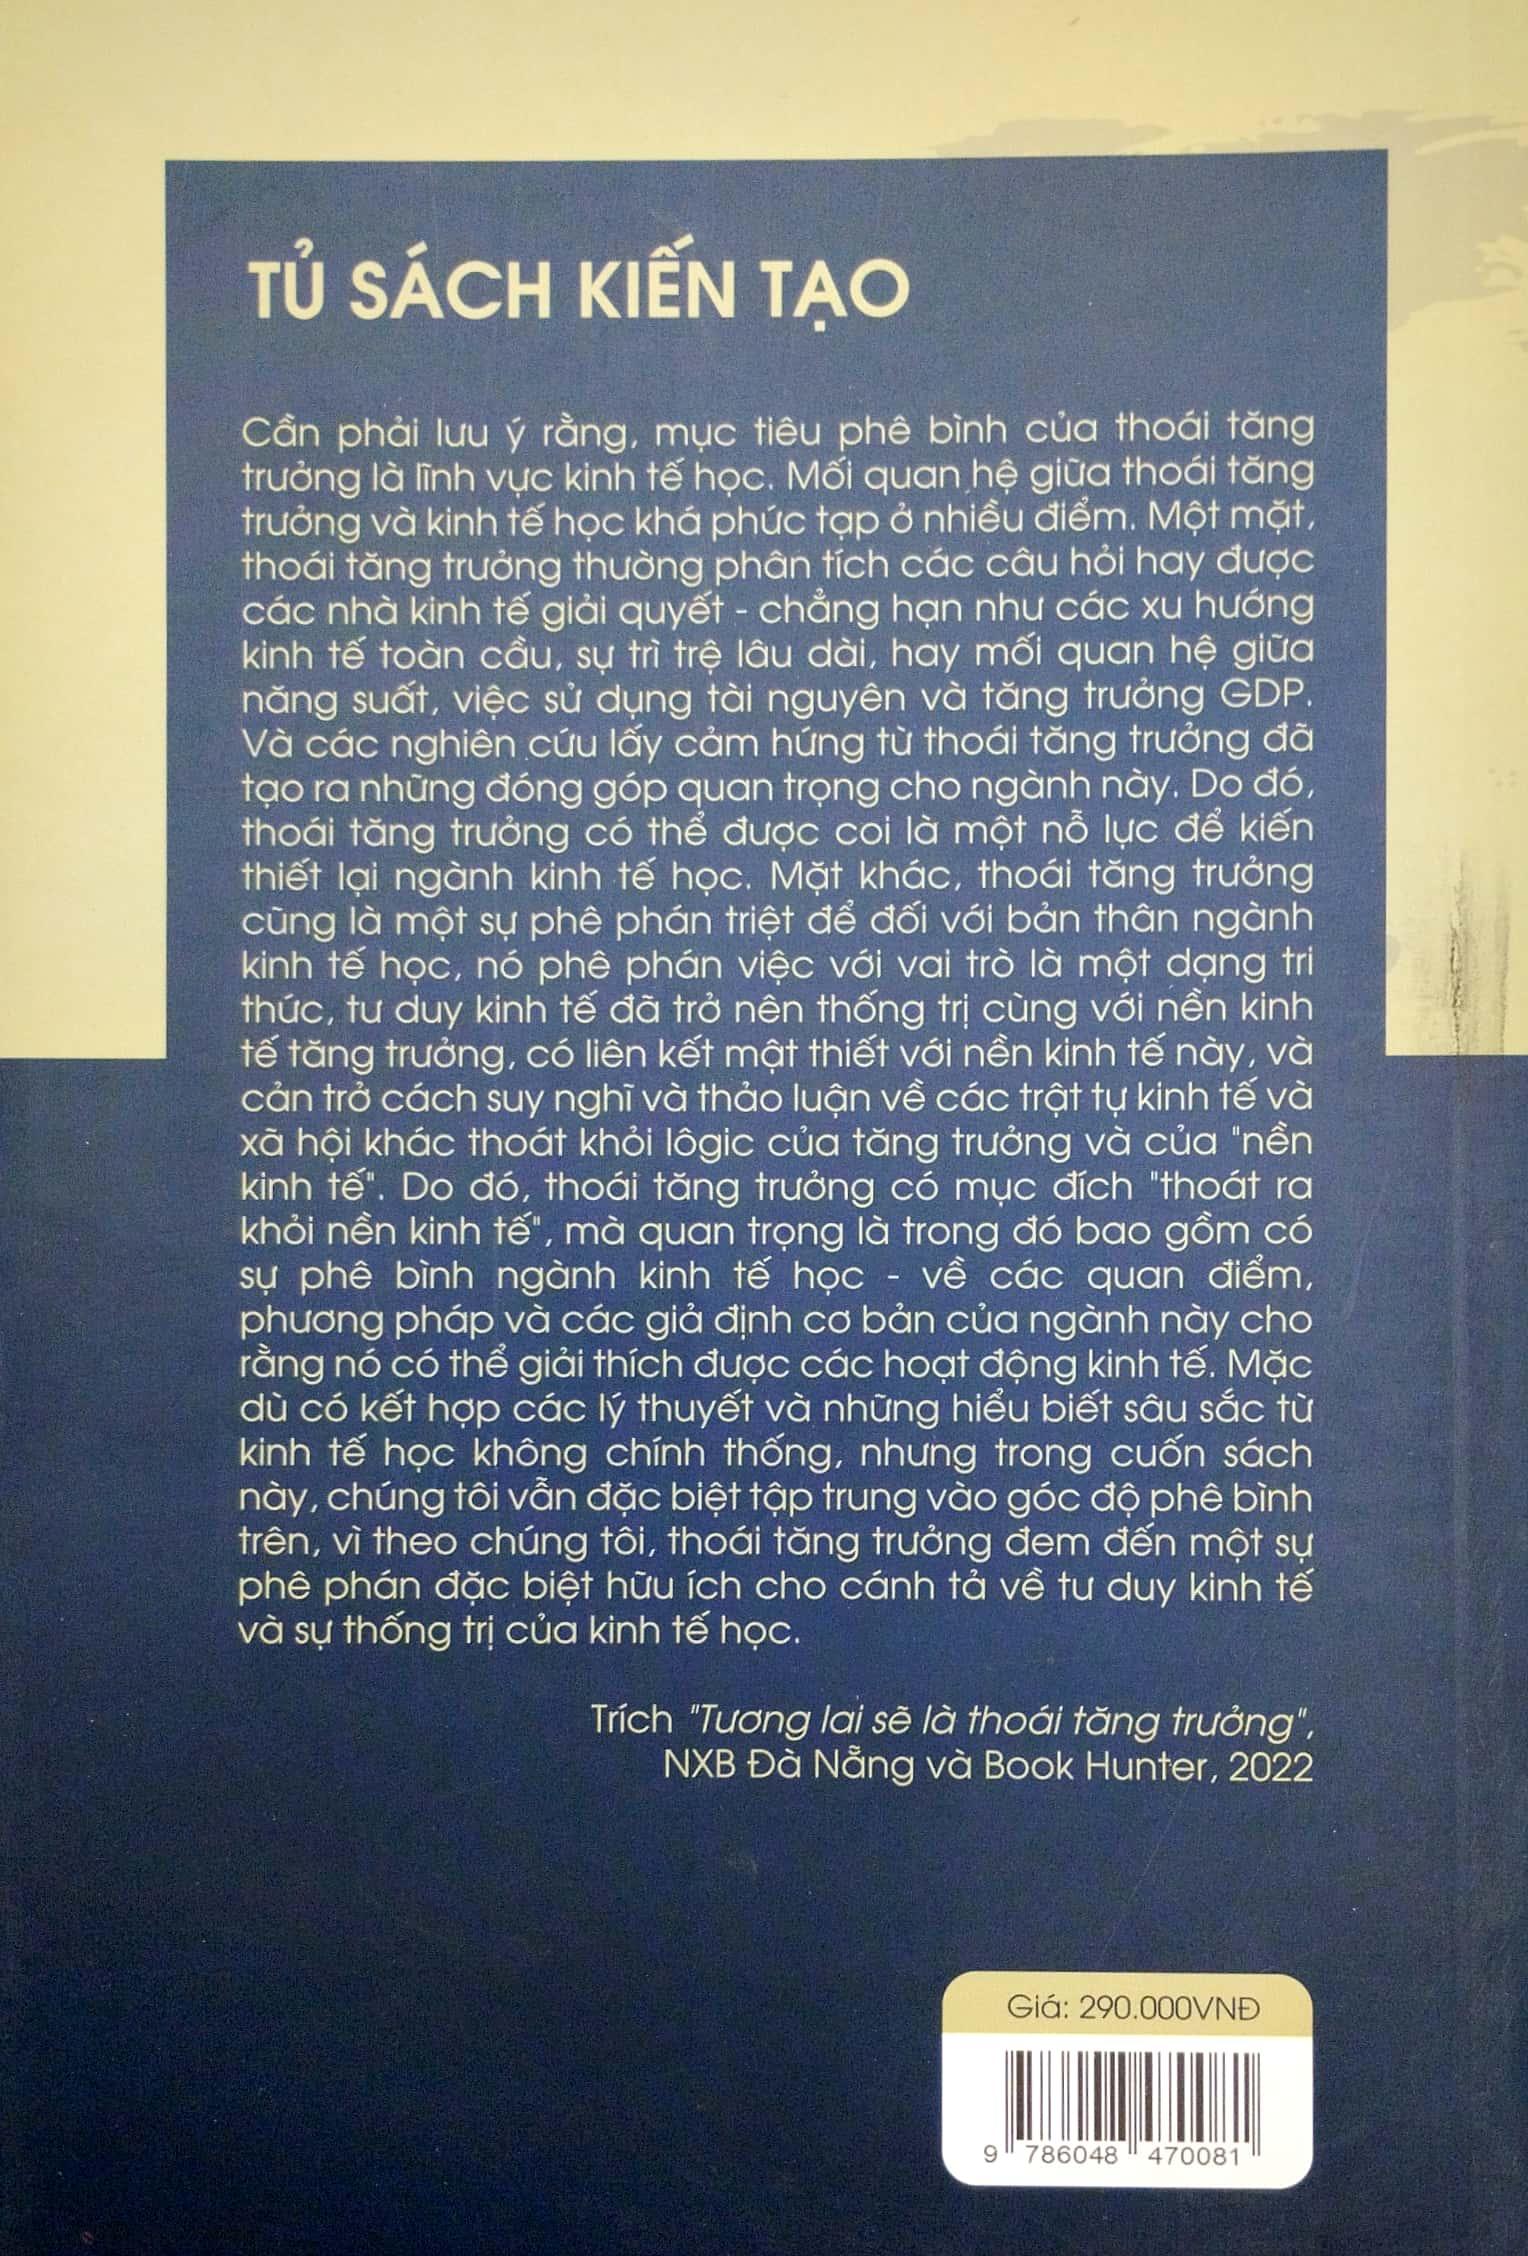 TỦ SÁCH KIẾN TẠO
Cần phải lưu ý rằng, mục tiêu phê bình của thoái tăng
trưởng là lĩnh vực kinh tế học. Mối quan hệ giữa thoái tăng
trưởng và kinh tế học khá phức tạp ở nhiều điểm. Một mặt,
thoái tăng trưởng thường phân tích các câu hỏi hay được
các nhà kinh tế giải quyết - chẳng hạn như các xu hướng
kinh tế toàn cầu, sự trì trệ lâu dài, hay mối quan hệ giữa
năng suất, việc sử dụng tài nguyên và tăng trưởng GDP.
Và các nghiên cứu lấy cảm hứng từ thoái tăng trưởng đã
tạo ra những đóng góp quan trọng cho ngành này. Do đó,
thoái tăng trưởng có thể được coi là một nỗ lực để kiến
thiết lại ngành kinh tế học. Mặt khác, thoái tăng trưởng
cũng là một sự phê phán triệt để đối với bản thân ngành
kinh tế học, nó phê phán việc với vai trò là một dạng tri
thức, tư duy kinh tế đã trở nên thống trị cùng với nền kinh
tế tăng trưởng, có liên kết mật thiết với nền kinh tế này, và
cản trở cách suy nghĩ và thảo luận về các trật tự kinh tế và
xã hội khác thoát khỏi lôgic của tăng trưởng và của "nền
kinh tế". Do đó, thoái tăng trưởng có mục đích "thoát ra
khỏi nền kinh tế", mà quan trọng là trong đó bao gồm có
sự phê bình ngành kinh tế học - về các quan điểm,
phương pháp và các giả định cơ bản của ngành này cho
rằng nó có thể giải thích được các hoạt động kinh tế. Mặc
dù có kết hợp các lý thuyết và những hiểu biết sâu sắc từ
kinh tế học không chính thống, nhưng trong cuốn sách
này, chúng tôi vẫn đặc biệt tập trung vào góc độ phê bình
trên, vì theo chúng tôi, thoái tăng trưởng đem đến một sự
phê phán đặc biệt hữu ích cho cánh tả về tư duy kinh tế
và sự thống trị của kinh tế học.
Trích "Tương lai sẽ là thoái tăng trưởng",
NXB Đà Nẵng và Book Hunter, 2022
Giá: 290.000VNĐ
9 786048 470081